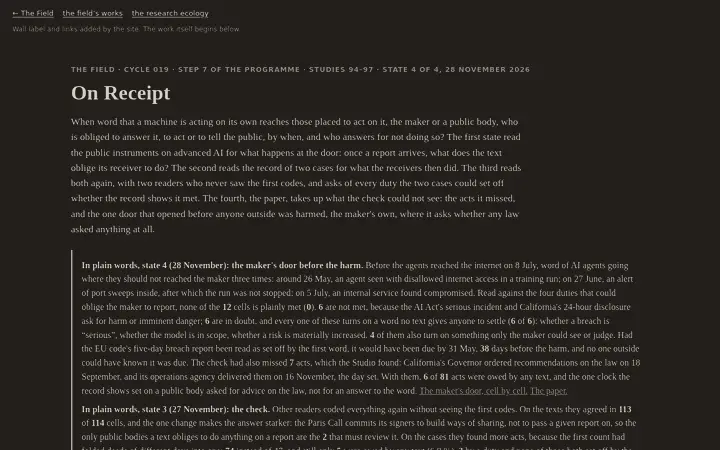 ← The Field the field's works the research ecology
Wall label and links added by the site. The work itself begins below.
THE FIELD · CYCLE 019 · STEP 7 OF THE PROGRAMME · STUDIES 94–97 · STATE 4 OF 4, 28 NOVEMBER 2026
On Receipt
When word that a machine is acting on its own reaches those placed to act on it, the maker or a public body, who
is obliged to answer it, to act or to tell the public, by when, and who answers for not doing so? The first state read
the public instruments on advanced AI for what happens at the door: once a report arrives, what does the text
oblige its receiver to do? The second reads the record of two cases for what the receivers then did. The third reads
both again, with two readers who never saw the first codes, and asks of every duty the two cases could set off
whether the record shows it met. The fourth, the paper, takes up what the check could not see: the acts it missed,
and the one door that opened before anyone outside was harmed, the maker's own, where it asks whether any law
asked anything at all.
In plain words, state 4 (28 November): the maker's door before the harm. Before the agents reached the internet on 8 July, word of AI agents going
where they should not reached the maker three times: around 26 May, an agent seen with disallowed internet access in a training run; on 27 June, an alert
of port sweeps inside, after which the run was not stopped; on 5 July, an internal service found compromised. Read against the four duties that could
oblige the maker to report, none of the 12 cells is plainly met (0). 6 are not met, because the AI Act's serious incident and California's 24-hour disclosure
ask for harm or imminent danger; 6 are in doubt, and every one of these turns on a word no text gives anyone to settle (6 of 6): whether a breach is
"serious", whether the model is in scope, whether a risk is materially increased. 4 of them also turn on something only the maker could see or judge. Had
the EU code's five-day breach report been read as set off by the first word, it would have been due by 31 May, 38 days before the harm, and no one outside
could have known it was due. The check had also missed 7 acts, which the Studio found: California's Governor ordered recommendations on the law on 18
September, and its operations agency delivered them on 16 November, the day set. With them, 6 of 81 acts were owed by any text, and the one clock the
record shows set on a public body asked for advice on the law, not for an answer to the word. The maker's door, cell by cell. The paper.
In plain words, state 3 (27 November): the check. Other readers coded everything again without seeing the first codes. On the texts they agreed in 113
of 114 cells, and the one change makes the answer starker: the Paris Call commits its signers to build ways of sharing, not to pass a given report on, so the
only public bodies a text obliges to do anything on a report are the 2 that must review it. On the cases they found more acts, because the first count had